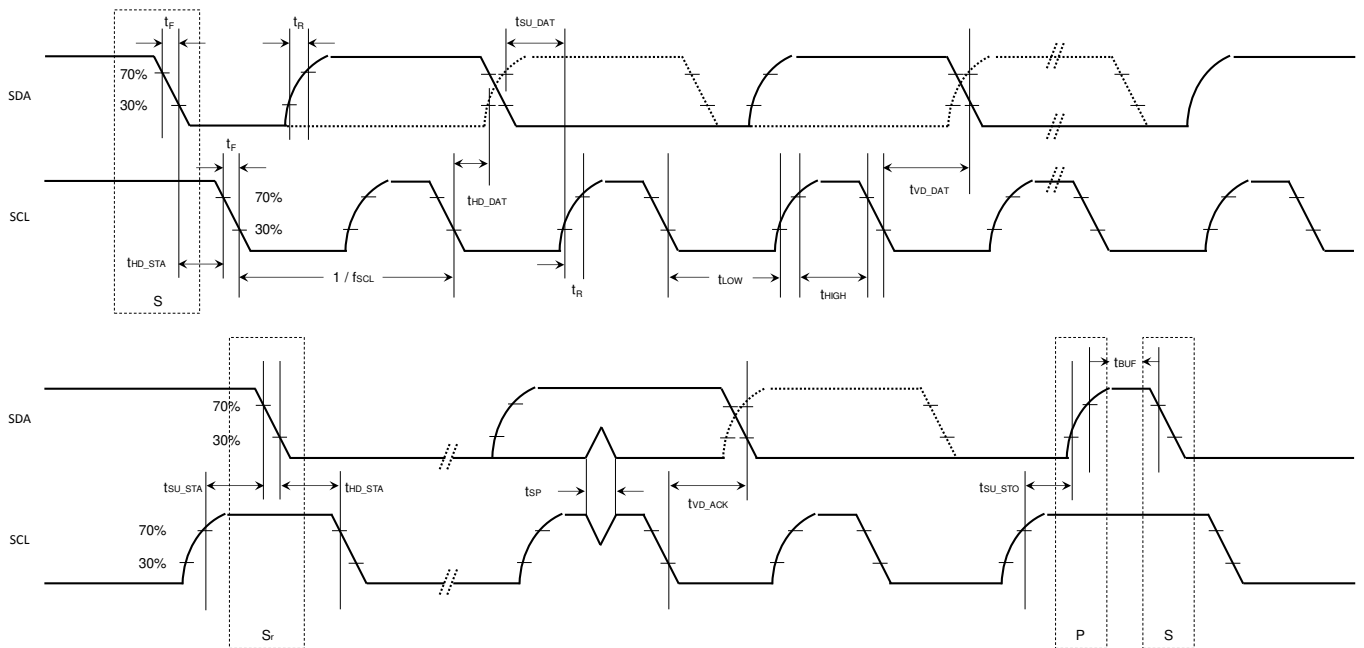 tF
tR
tSU_DAT
70%
SDA
30%
tF
70%
tHD_DAT
tVD_DAT
SCL
30%
tHD_STA
1 / fSCL
tR
tLOW
tHIGH
S
tBUF
SDA
70%
30%
tSU_STA
tHD_STA
tSP
tVD_ACK
tSU_STO
70%
SCL
30%
Sr
P
S